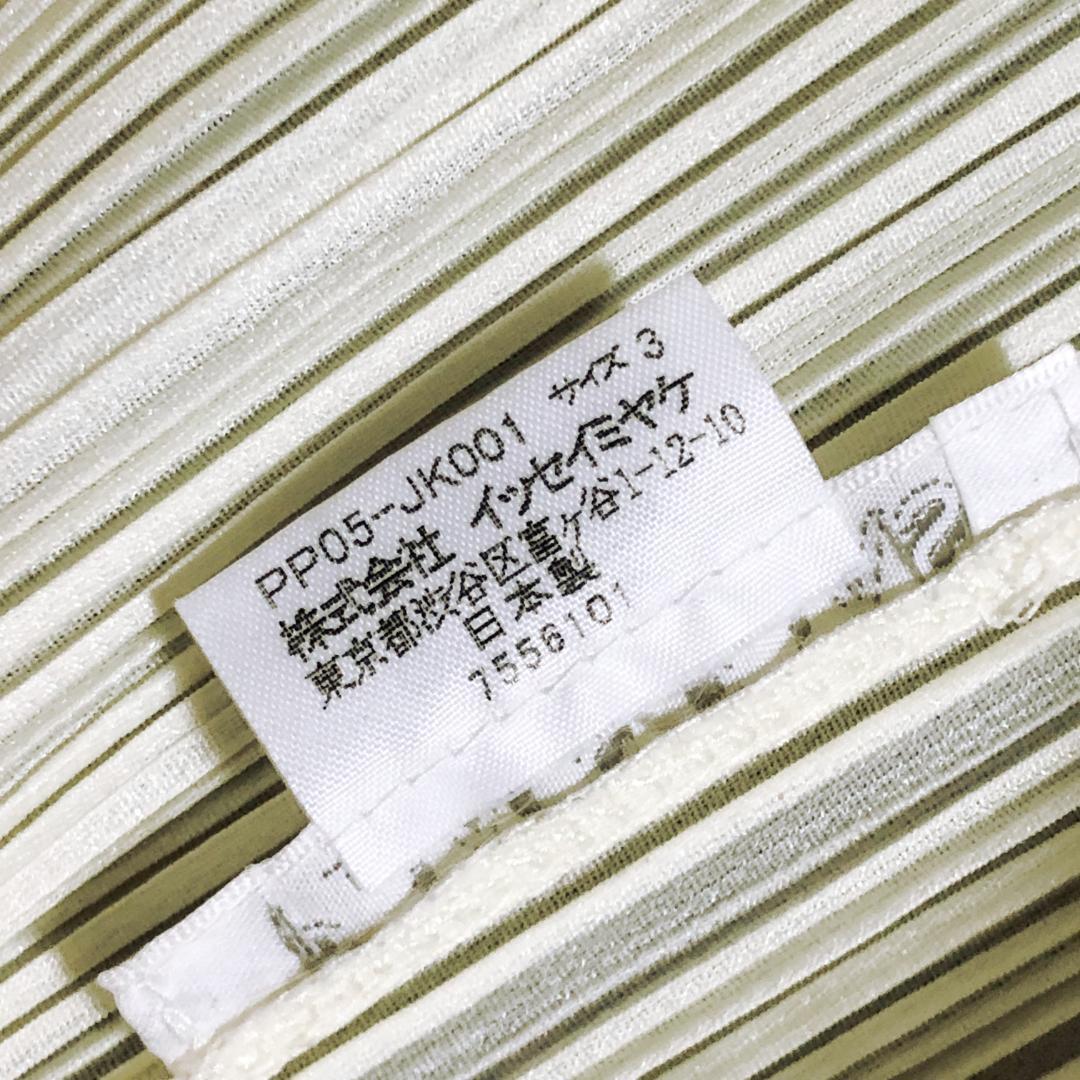 PP05-JK001 サイズ 3
株式会社 イッセイミヤケ
東京都渋谷区富ヶ谷1-12-10
日本製
7556101